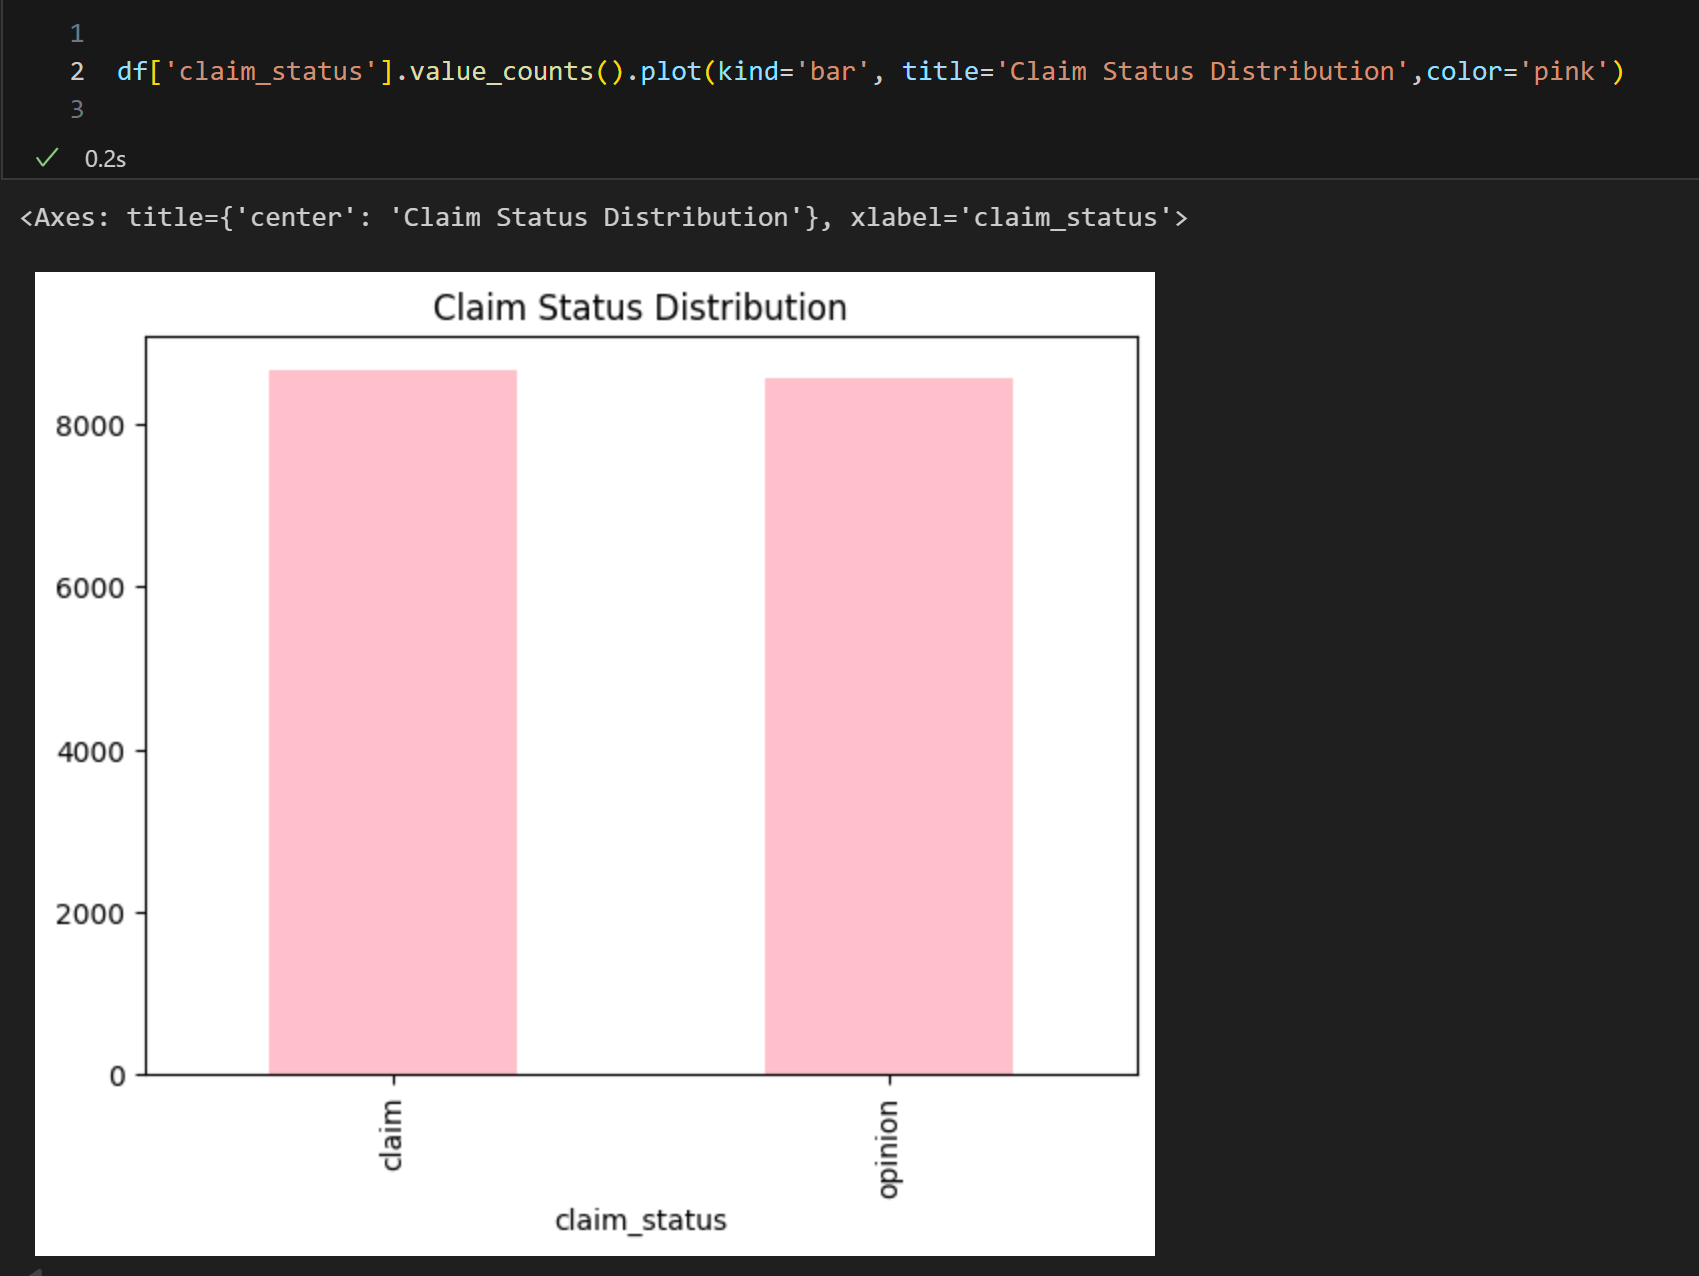 1
2 df['claim_status'].value_counts().plot(kind='bar', title='Claim Status Distribution',color='pink')
3
0.2s
<Axes: title={'center': 'Claim Status Distribution'}, xlabel='claim_status'>
Claim Status Distribution
8000
6000
4000
2000
0
claim
opinion
claim_status